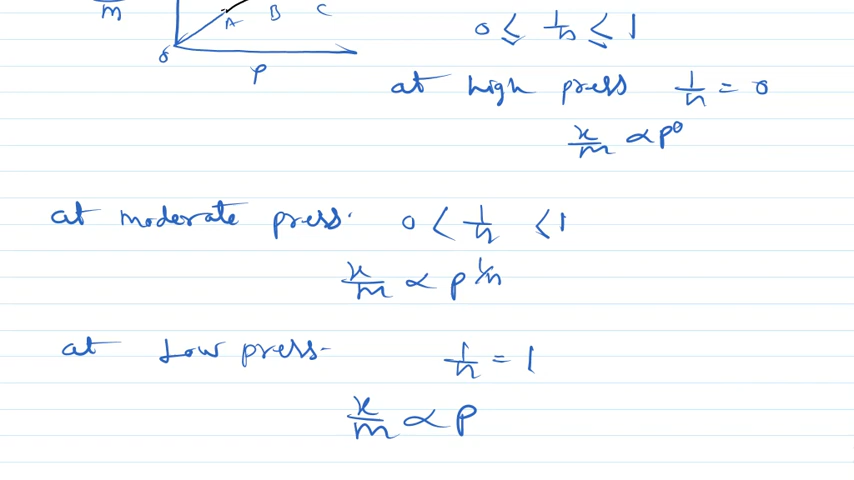 m
A B C
0 ≤ 1/n ≤ 1
o
p
at high press 1/n = 0
x/m ∝ p⁰
at moderate press. 0 < 1/n < 1
x/m ∝ p^1/n
at Low press- 1/n = 1
x/m ∝ p